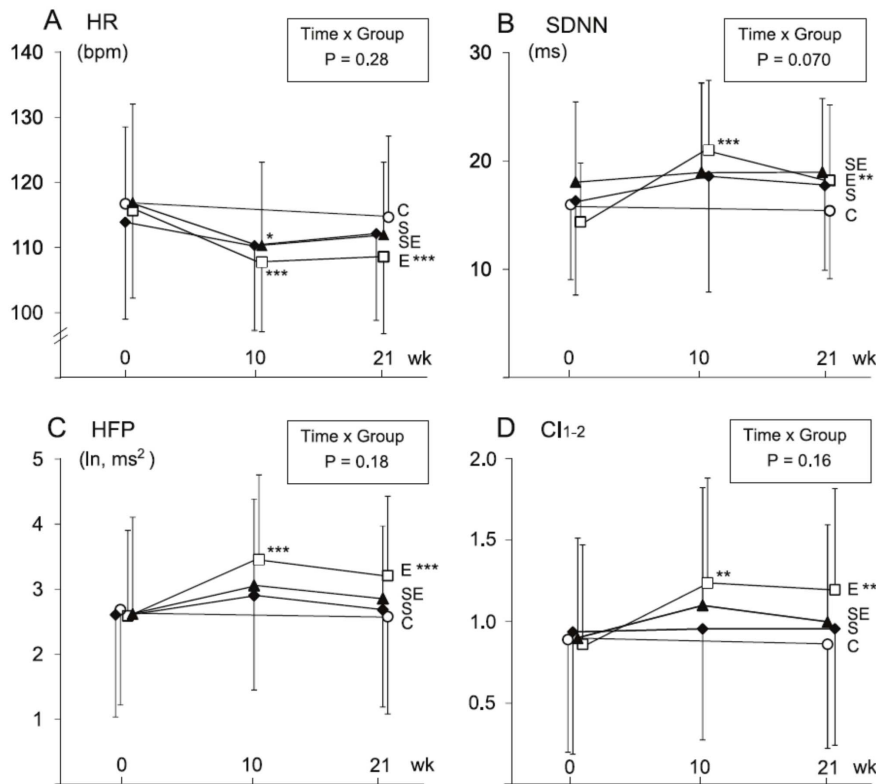 A HR
(bpm)
Time x Group
P = 0.28
140
130
120
110
100
*
***
C
S
SE
E ***
0 10 21 wk
B SDNN
(ms)
Time x Group
P = 0.070
30
20
10
***
SE
E **
S
C
0 10 21 wk
C HFP
(ln, ms²)
Time x Group
P = 0.18
5
4
3
2
1
***
E ***
SE
S
C
0 10 21 wk
D CI1-2
Time x Group
P = 0.16
2.0
1.5
1.0
0.5
**
E **
SE
S
C
0 10 21 wk